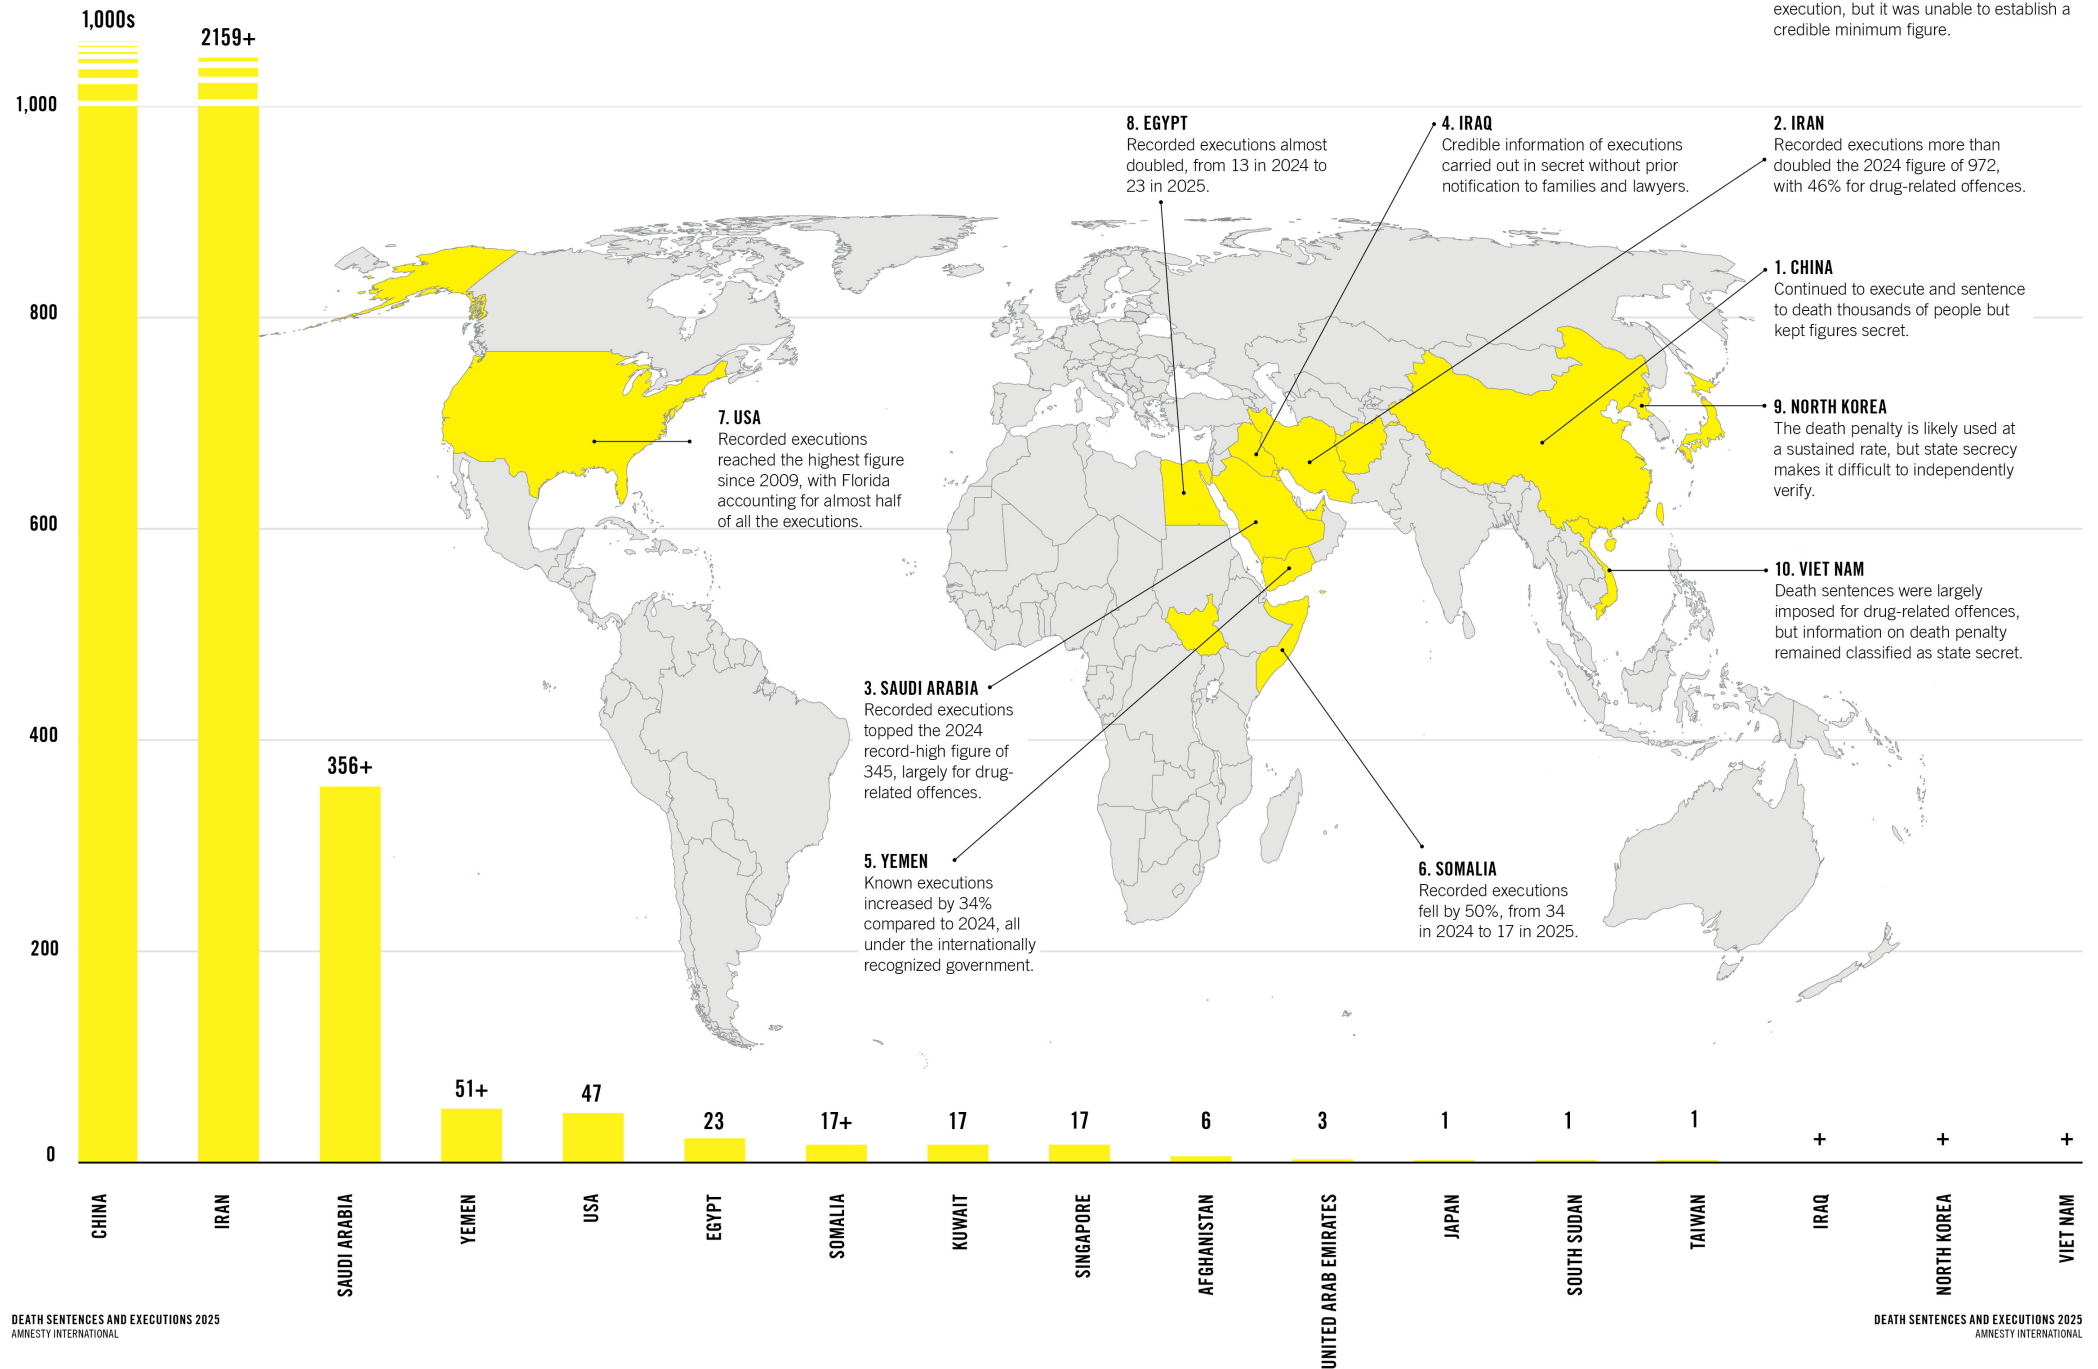 execution, but it was unable to establish a
credible minimum figure.
1,000s
2159+
1,000
800
600
400
200
0
356+
51+
47
23
17+
17
17
6
3
1
1
1
+
+
+
8. EGYPT
Recorded executions almost
doubled, from 13 in 2024 to
23 in 2025.
4. IRAQ
Credible information of executions
carried out in secret without prior
notification to families and lawyers.
2. IRAN
Recorded executions more than
doubled the 2024 figure of 972,
with 46% for drug-related offences.
1. CHINA
Continued to execute and sentence
to death thousands of people but
kept figures secret.
7. USA
Recorded executions
reached the highest figure
since 2009, with Florida
accounting for almost half
of all the executions.
9. NORTH KOREA
The death penalty is likely used at
a sustained rate, but state secrecy
makes it difficult to independently
verify.
10. VIET NAM
Death sentences were largely
imposed for drug-related offences,
but information on death penalty
remained classified as state secret.
3. SAUDI ARABIA
Recorded executions
topped the 2024
record-high figure of
345, largely for drug-
related offences.
5. YEMEN
Known executions
increased by 34%
compared to 2024, all
under the internationally
recognized government.
6. SOMALIA
Recorded executions
fell by 50%, from 34
in 2024 to 17 in 2025.
CHINA
IRAN
SAUDI ARABIA
YEMEN
USA
EGYPT
SOMALIA
KUWAIT
SINGAPORE
AFGHANISTAN
UNITED ARAB EMIRATES
JAPAN
SOUTH SUDAN
TAIWAN
IRAQ
NORTH KOREA
VIET NAM
DEATH SENTENCES AND EXECUTIONS 2025
AMNESTY INTERNATIONAL
DEATH SENTENCES AND EXECUTIONS 2025
AMNESTY INTERNATIONAL